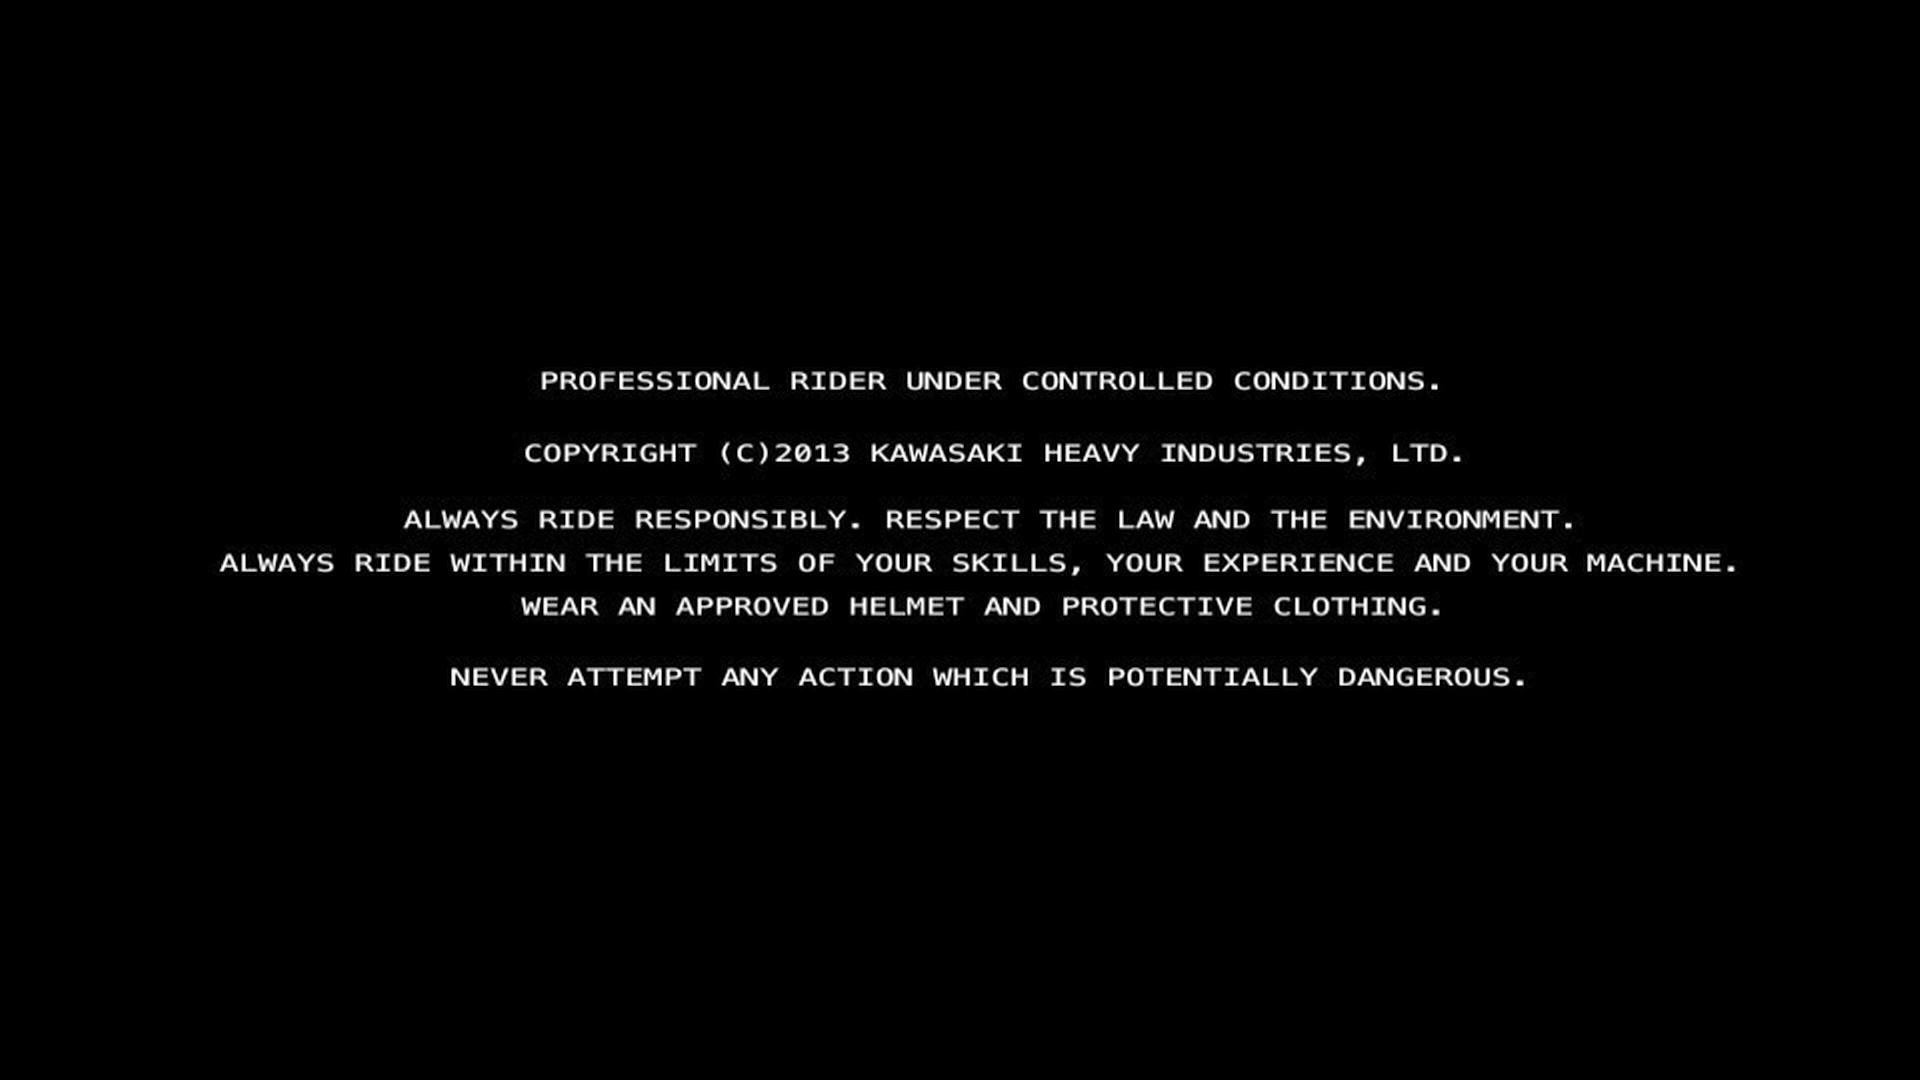 PROFESSIONAL RIDER UNDER CONTROLLED CONDITIONS.
COPYRIGHT (C)2013 KAWASAKI HEAVY INDUSTRIES, LTD.
ALWAYS RIDE RESPONSIBLY. RESPECT THE LAW AND THE ENVIRONMENT.
ALWAYS RIDE WITHIN THE LIMITS OF YOUR SKILLS, YOUR EXPERIENCE AND YOUR MACHINE.
WEAR AN APPROVED HELMET AND PROTECTIVE CLOTHING.
NEVER ATTEMPT ANY ACTION WHICH IS POTENTIALLY DANGEROUS.